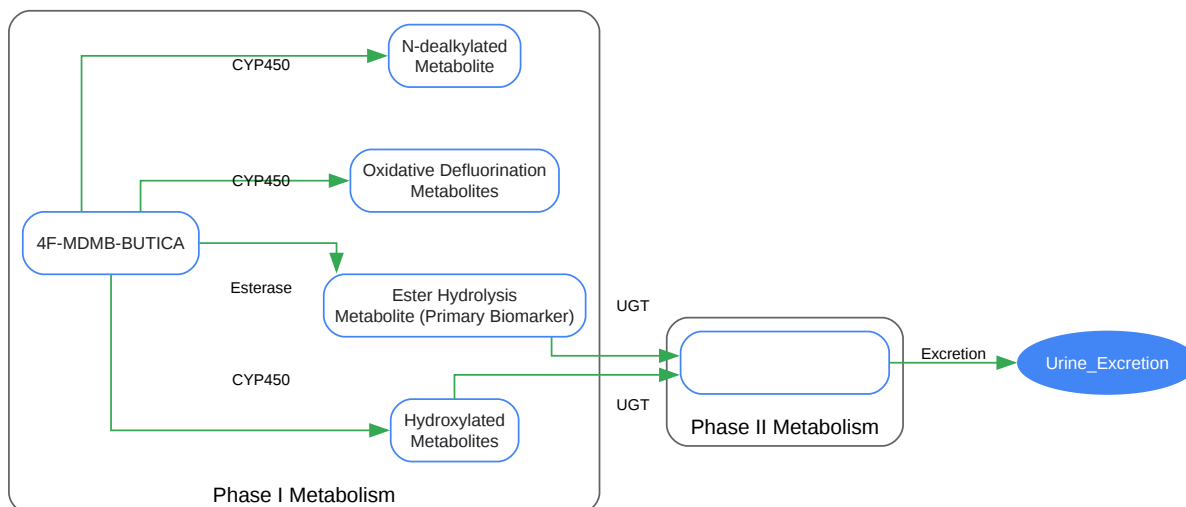 N-dealkylated
Metabolite
CYP450
Oxidative Defluorination
Metabolites
CYP450
4F-MDMB-BUTICA
Esterase
Ester Hydrolysis
Metabolite (Primary Biomarker)
UGT
CYP450
Hydroxylated
Metabolites
UGT
Excretion
Urine_Excretion
Phase II Metabolism
Phase I Metabolism